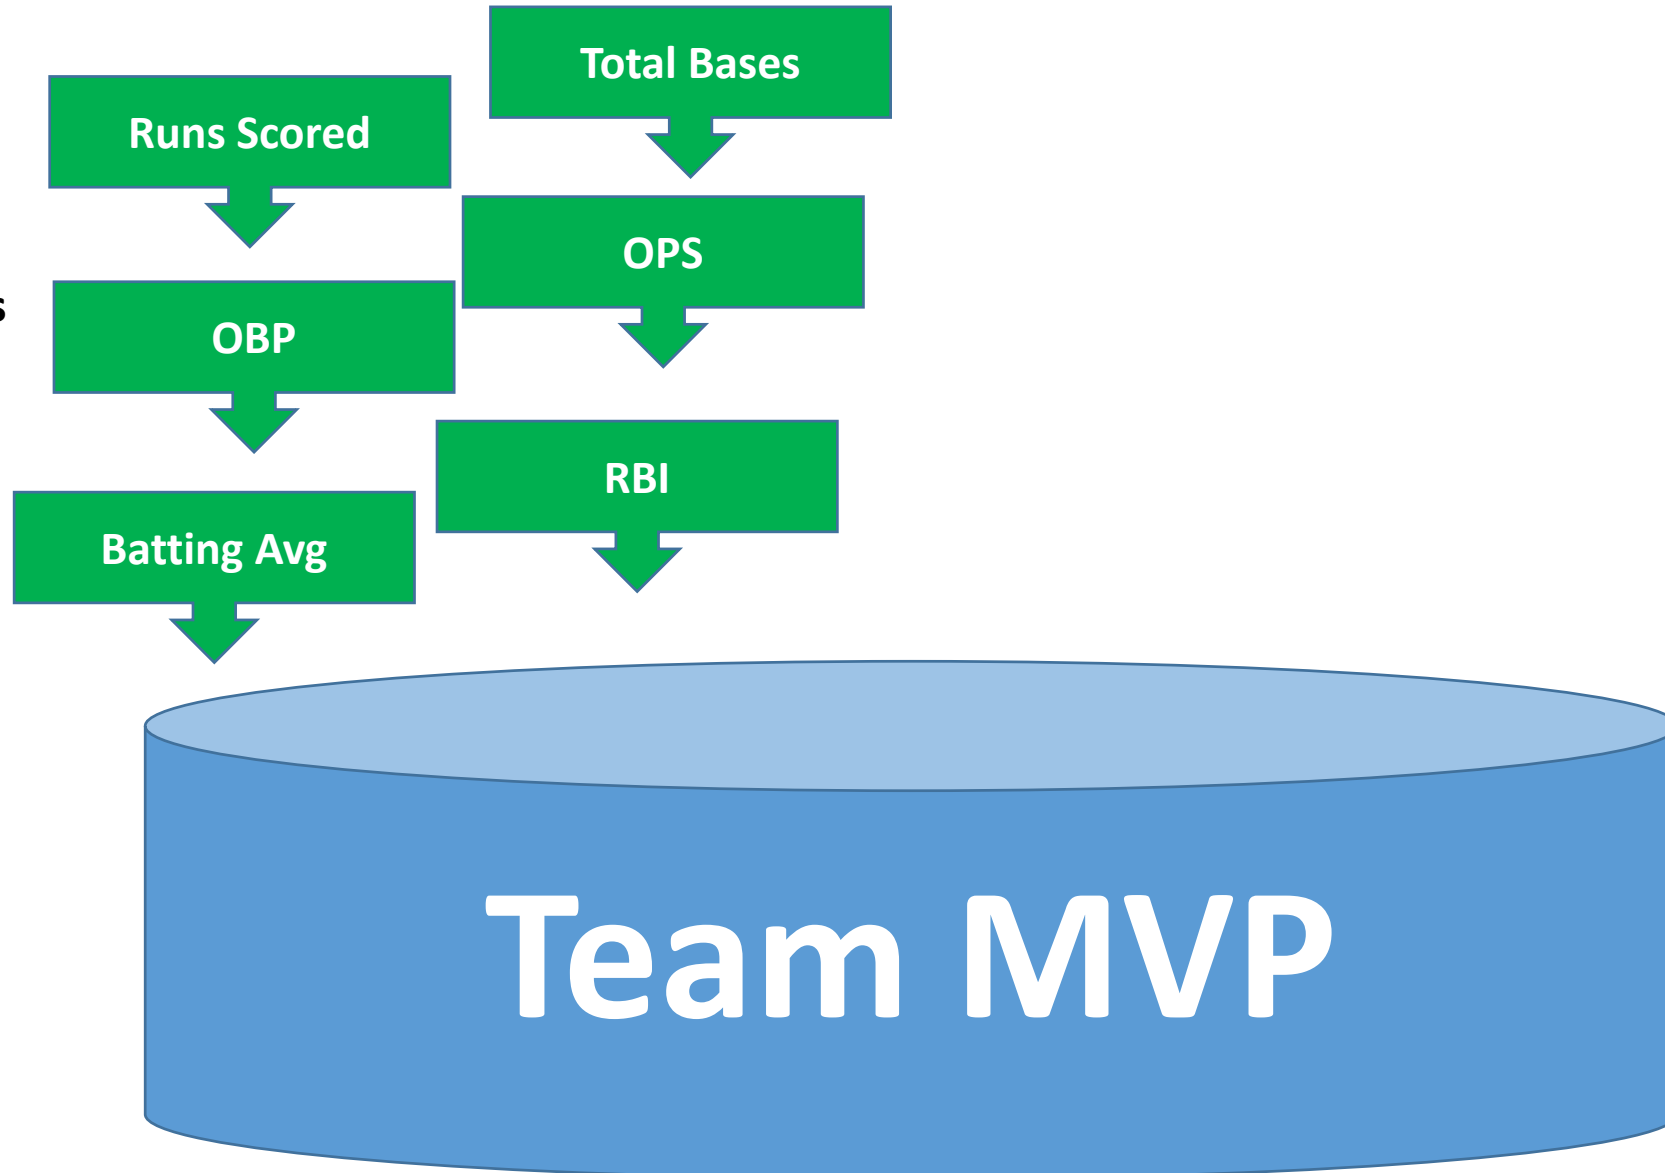 Total Bases
Runs Scored
OPS
OBP
RBI
Batting Avg
Team MVP